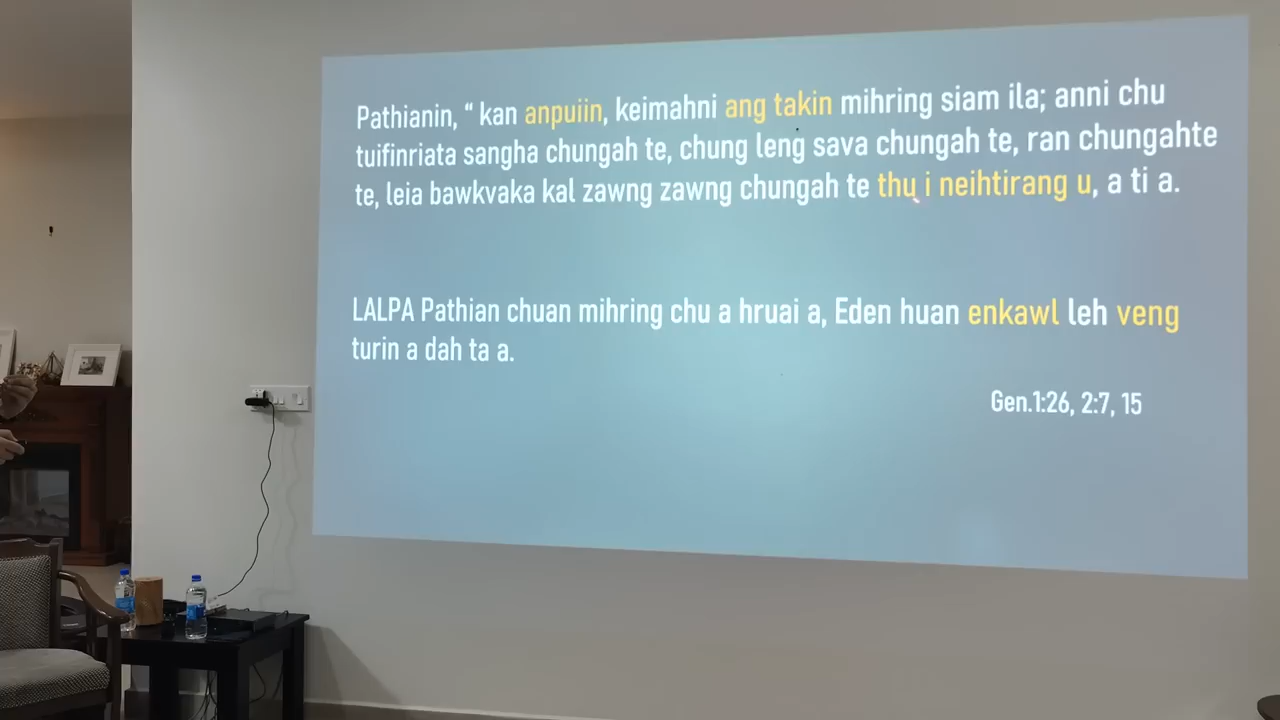 Pathianin, “ kan anpuiin, keimahni ang takin mihring siam ila; anni chu
tuifinriata sangha chungah te, chung leng sava chungah te, ran chungahte
te, leia bawkvaka kal zawng zawng chungah te thu i neihtirang u, a ti a.
LALPA Pathian chuan mihring chu a hruai a, Eden huan enkawl leh veng
turin a dah ta a.
Gen.1:26, 2:7, 15